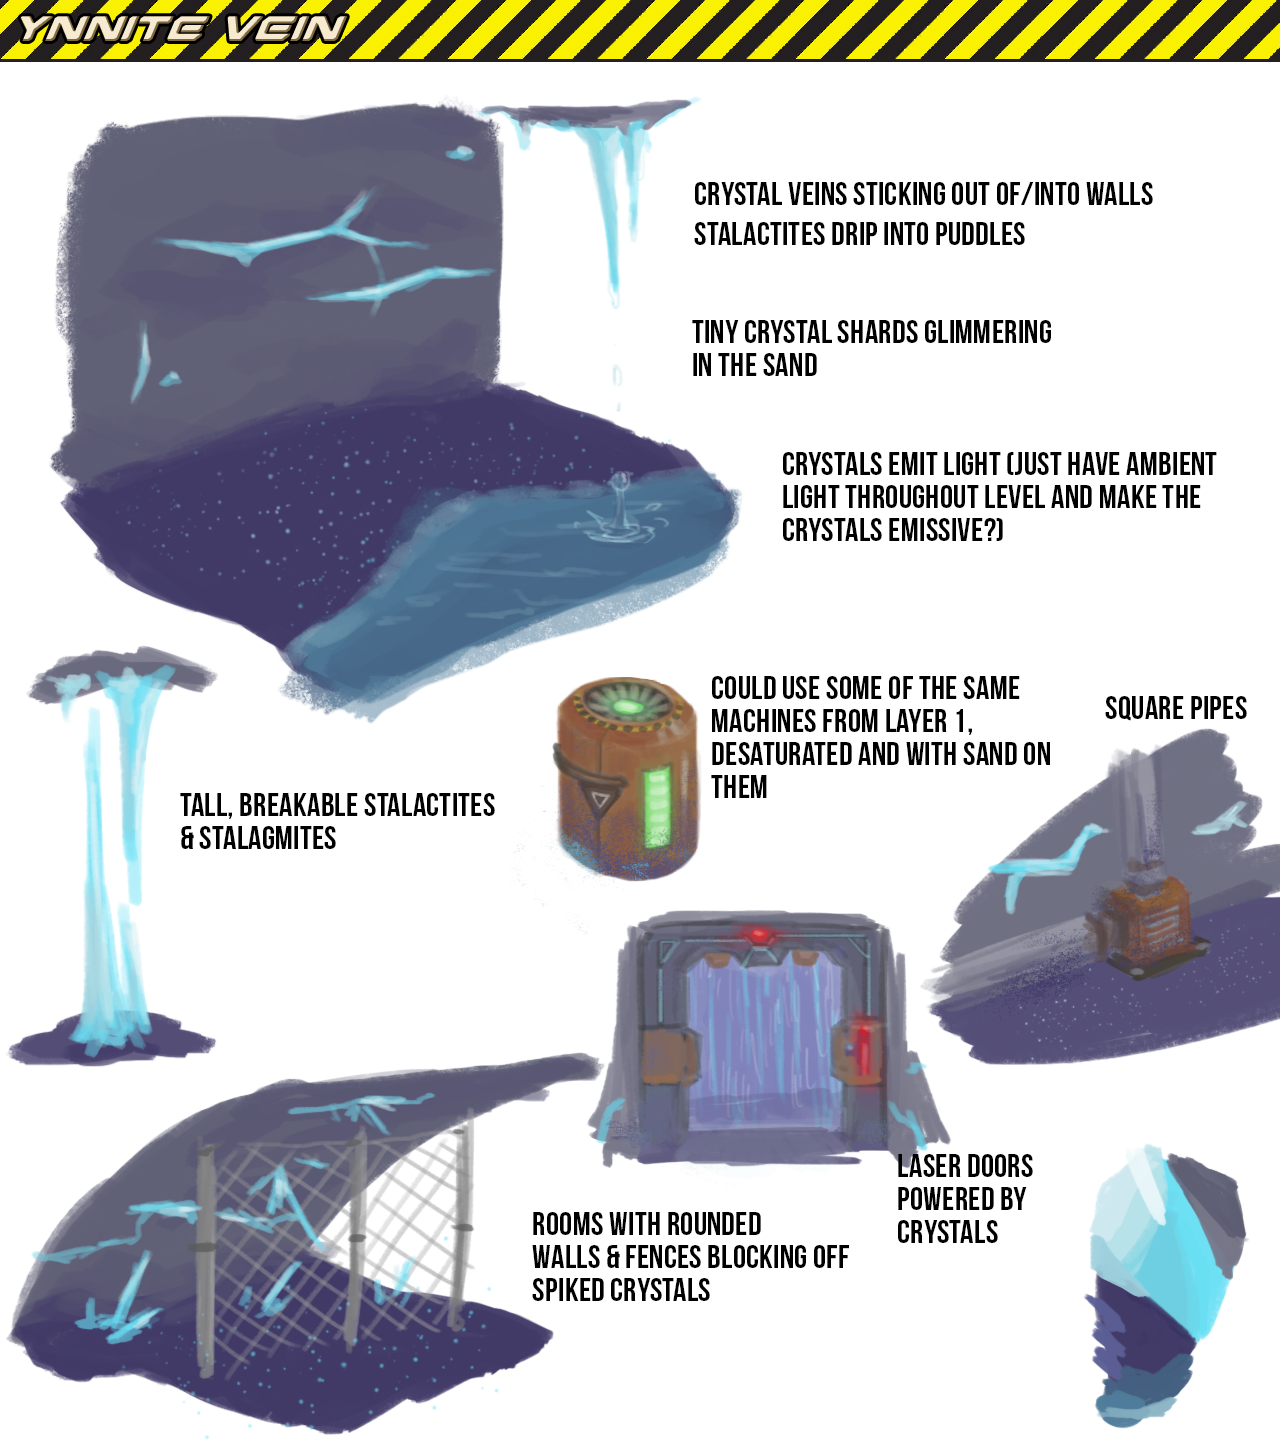 YNNITE VEIN
CRYSTAL VEINS STICKING OUT OF/INTO WALLS
STALACTITES DRIP INTO PUDDLES
TINY CRYSTAL SHARDS GLIMMERING
IN THE SAND
CRYSTALS EMIT LIGHT (JUST HAVE AMBIENT
LIGHT THROUGHOUT LEVEL AND MAKE THE
CRYSTALS EMISSIVE?)
COULD USE SOME OF THE SAME
MACHINES FROM LAYER 1,
DESATURATED AND WITH SAND ON
THEM
SQUARE PIPES
TALL, BREAKABLE STALACTITES
& STALAGMITES
LASER DOORS
POWERED BY
CRYSTALS
ROOMS WITH ROUNDED
WALLS & FENCES BLOCKING OFF
SPIKED CRYSTALS